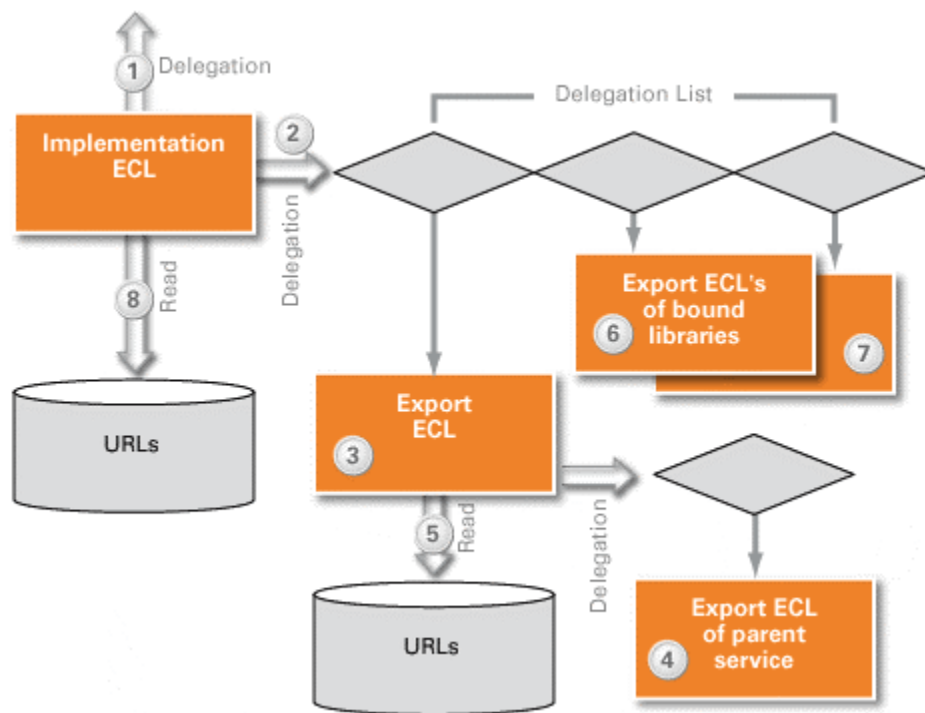 1
Delegation
Delegation List
Implementation
ECL
2
Delegation
8
Read
Export ECL's
of bound
libraries
6
7
URLs
Export
ECL
3
5
Read
Delegation
URLs
Export ECL
of parent
service
4